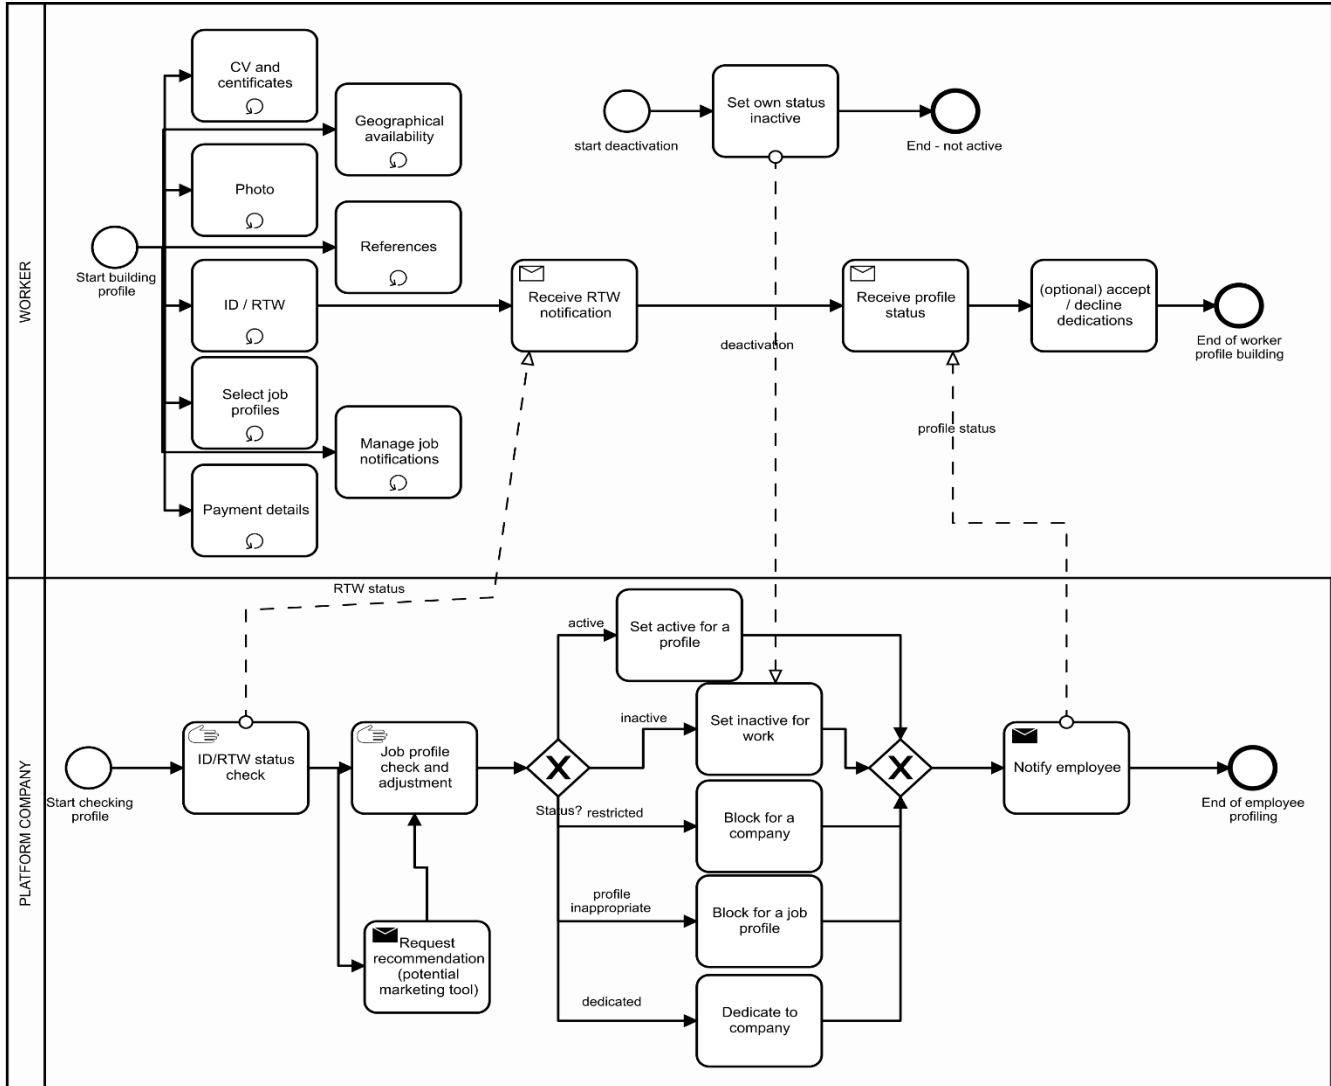 WORKER
CV and
centificates
Geographical
availability
Photo
References
Start building
profile
ID / RTW
Select job
profiles
Manage job
notifications
Payment details
start deactivation
Set own status
inactive
End - not active
Receive RTW
notification
deactivation
Receive profile
status
(optional) accept
/ decline
dedications
End of worker
profile building
profile status
RTW status
PLATFORM COMPANY
Start checking
profile
ID/RTW status
check
Job profile
check and
adjustment
Request
recommendation
(potential
marketing tool)
Status?
active
Set active for a
profile
inactive
Set inactive for
work
restricted
Block for a
company
profile
inappropriate
Block for a job
profile
dedicated
Dedicate to
company
Notify employee
End of employee
profiling